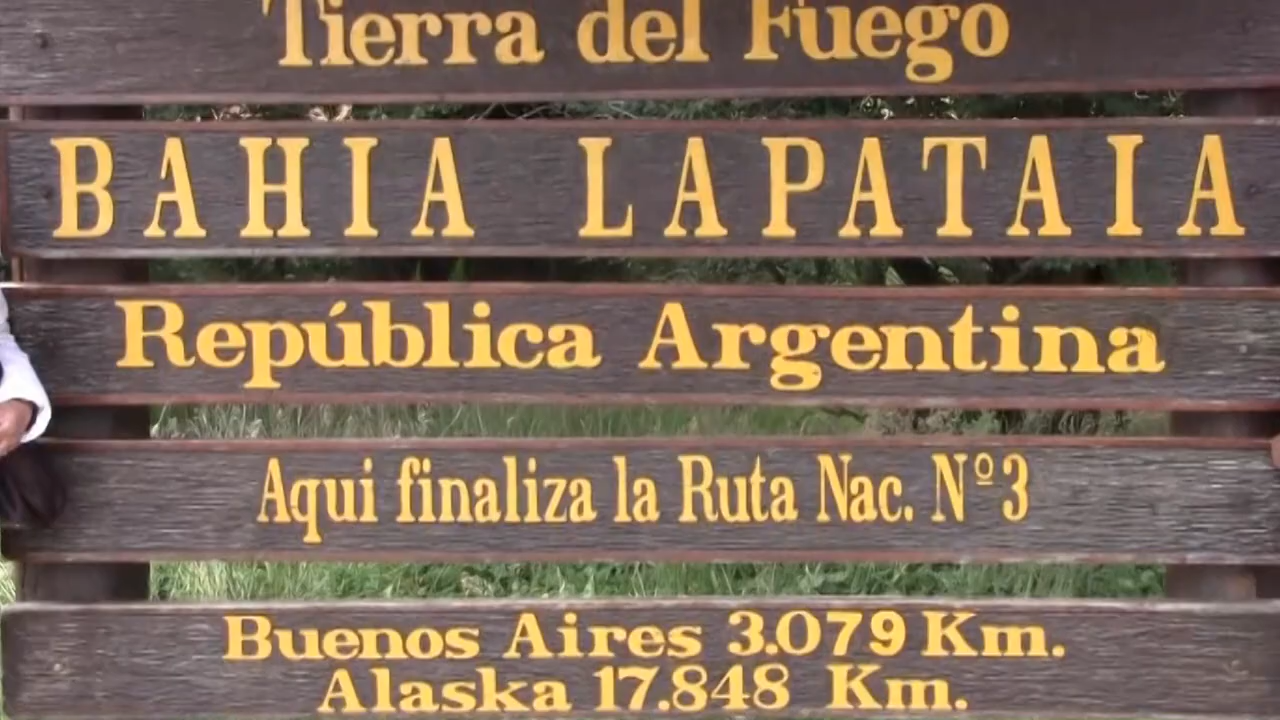 Tierra del Fuego
BAHIA LAPATAIA
República Argentina
Aqui finaliza la Ruta Nac. Nº3
Buenos Aires 3.079 Km.
Alaska 17.848 Km.